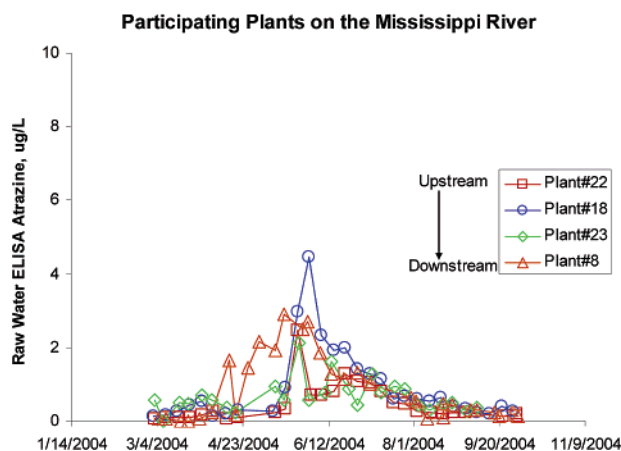 Participating Plants on the Mississippi River
Raw Water ELISA Atrazine, ug/L
10
8
6
4
2
0
1/14/2004 3/4/2004 4/23/2004 6/12/2004 8/1/2004 9/20/2004 11/9/2004
Upstream
Downstream
Plant#22
Plant#18
Plant#23
Plant#8